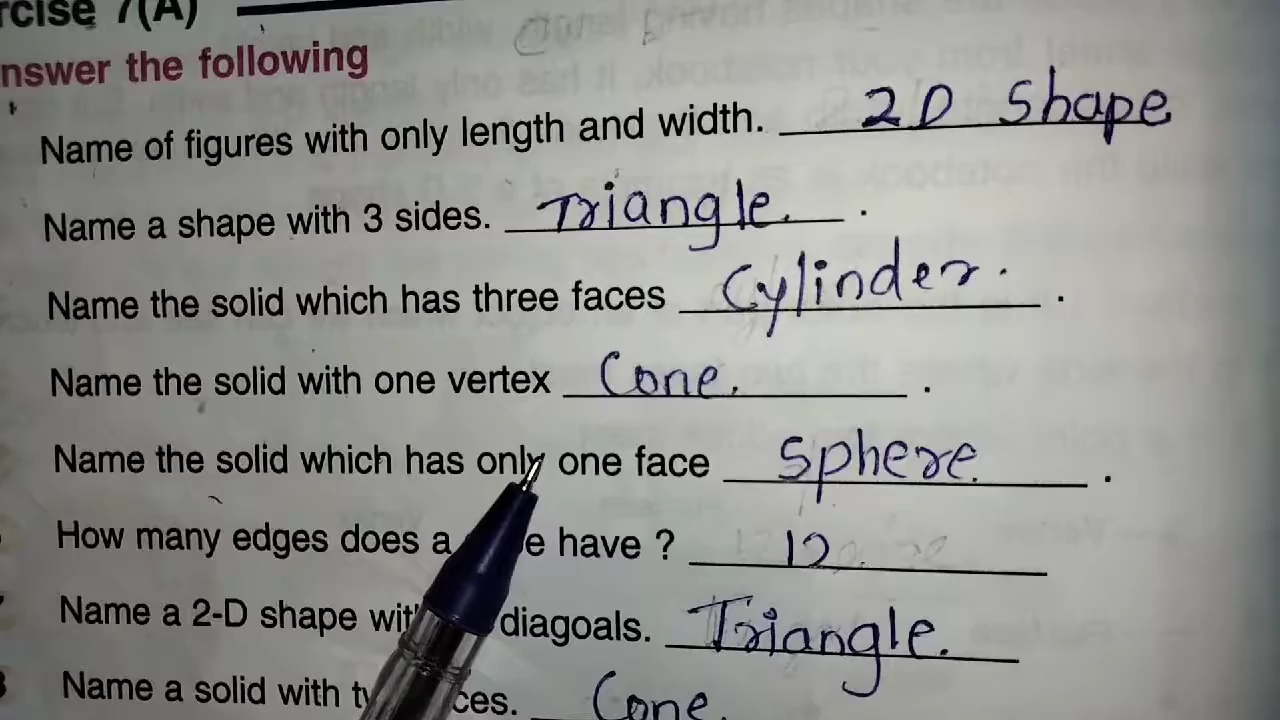 rcise 7(A)
nswer the following
Name of figures with only length and width. 2D Shape
Name a shape with 3 sides. Triangle.
Name the solid which has three faces Cylinder.
Name the solid with one vertex Cone.
Name the solid which has only one face Sphere.
How many edges does a e have ? 12
Name a 2-D shape wit diagoals. Triangle.
Name a solid with t ces. Cone.